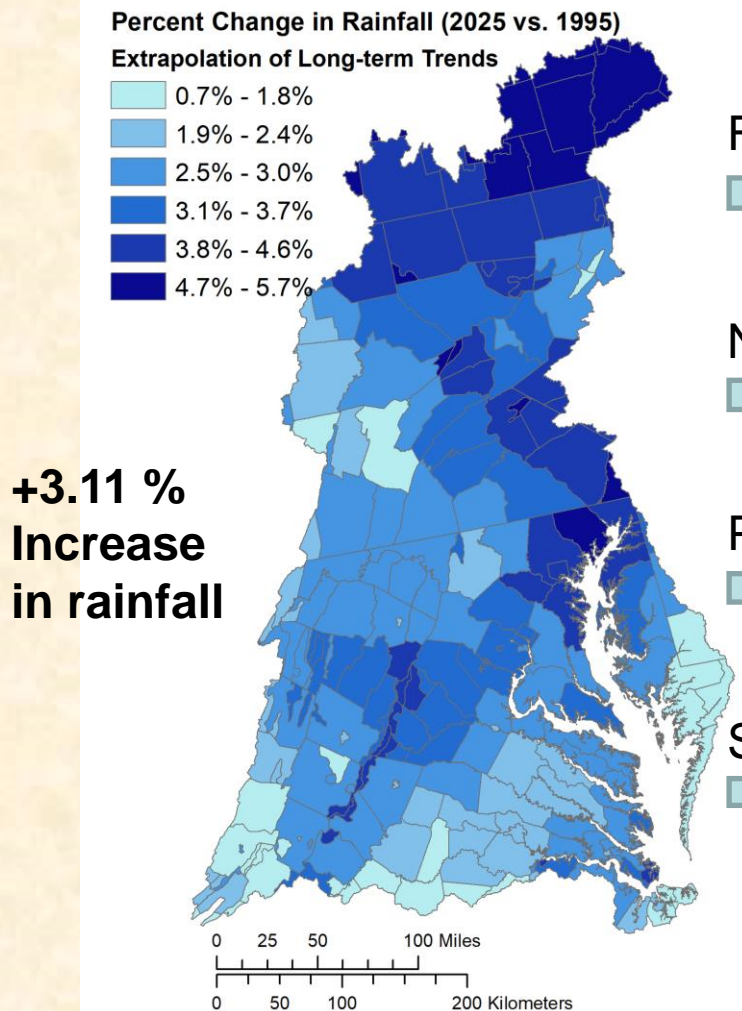 Percent Change in Rainfall (2025 vs. 1995)
Extrapolation of Long-term Trends
0.7% - 1.8%
1.9% - 2.4%
2.5% - 3.0%
3.1% - 3.7%
3.8% - 4.6%
4.7% - 5.7%
+3.11 %
Increase
in rainfall
0 25 50 100 Miles
0 50 100 200 Kilometers